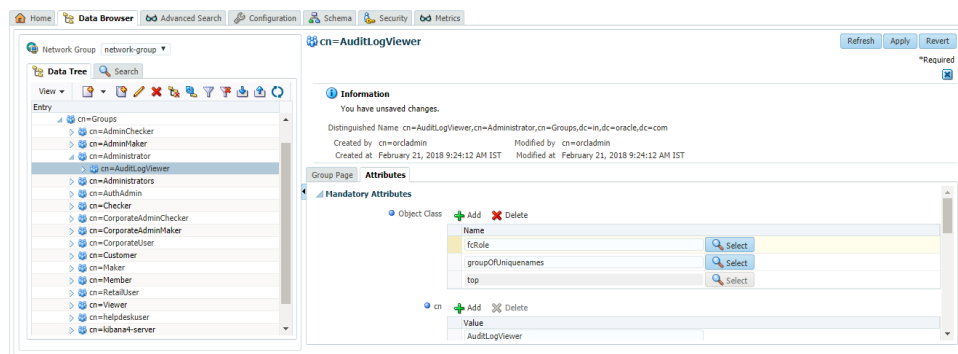 Home Data Browser Advanced Search Configuration Schema Security Metrics
Network Group network-group
Data Tree Search
View
Entry
cn=Groups
cn=AdminChecker
cn=AdminMaker
cn=Administrator
cn=AuditLogViewer
cn=Administrators
cn=AuthAdmin
cn=Checker
cn=CorporateAdminChecker
cn=CorporateAdminMaker
cn=CorporateUser
cn=Customer
cn=Maker
cn=Member
cn=RetailUser
cn=Viewer
cn=helpdeskuser
cn=kibana4-server
cn=AuditLogViewer
Refresh Apply Revert
*Required
Information
You have unsaved changes.
Distinguished Name cn=AuditLogViewer,cn=Administrator,cn=Groups,dc=in,dc=oracle,dc=com
Created by cn=orcladmin Modified by cn=orcladmin
Created at February 21, 2018 9:24:12 AM IST Modified at February 21, 2018 9:24:12 AM IST
Group Page Attributes
Mandatory Attributes
Object Class Add Delete
Name
fcRole Select
groupOfUniquenames Select
top Select
cn Add Delete
Value
AuditLogViewer